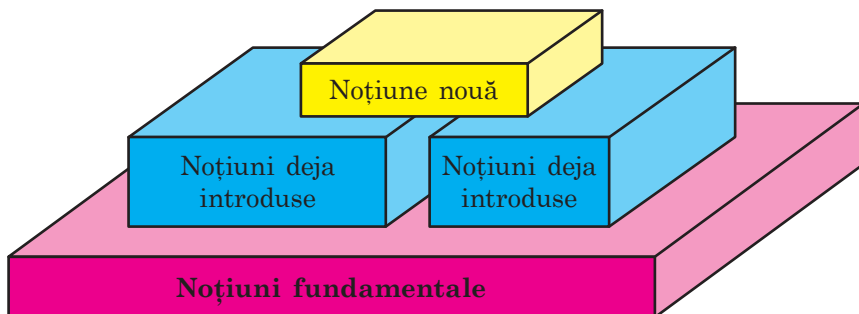 Noțiune nouă
Noțiuni deja
introduse
Noțiuni deja
introduse
Noțiuni fundamentale